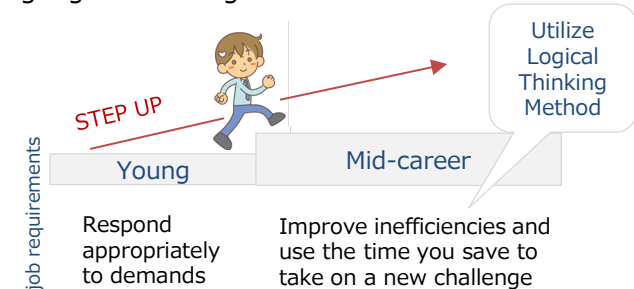 Utilize
Logical
Thinking
Method
STEP UP
Young
Mid-career
job requirements
Respond
appropriately
to demands
Improve inefficiencies and
use the time you save to
take on a new challenge